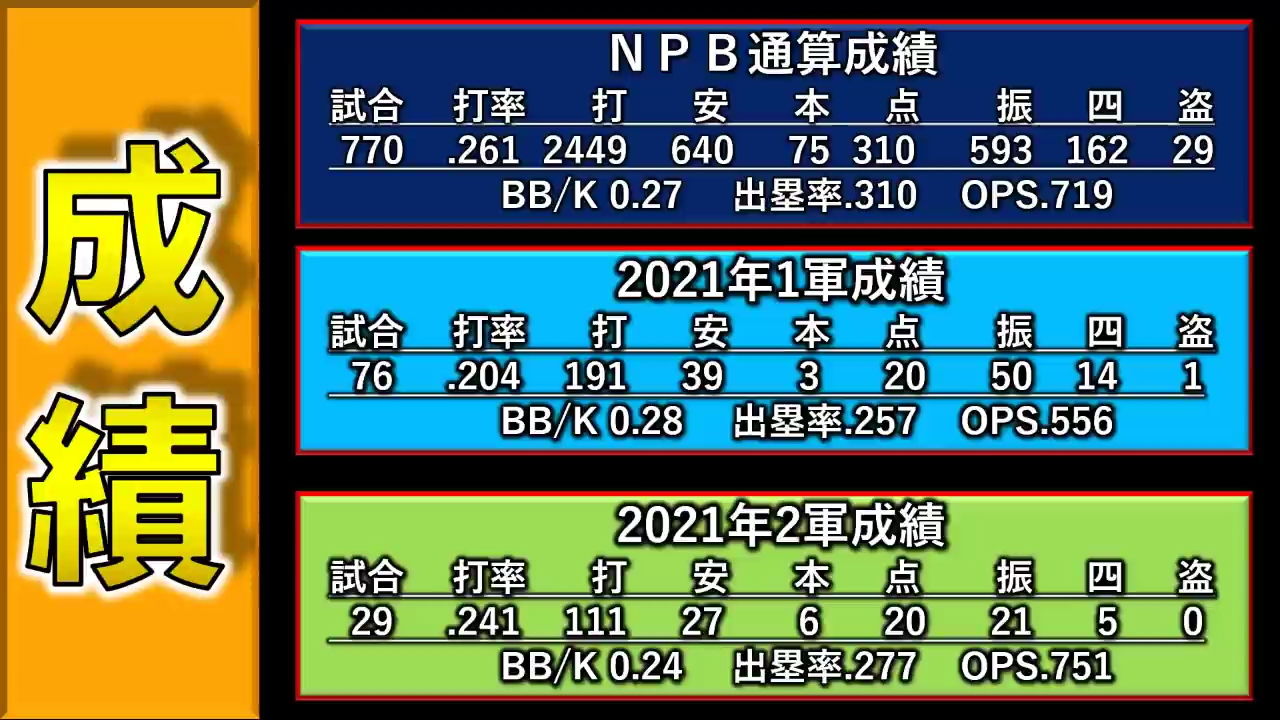 成績
ＮＰＢ通算成績
試合 打率 打 安 本 点 振 四 盗
770 .261 2449 640 75 310 593 162 29
BB/K 0.27 出塁率.310 OPS.719
2021年1軍成績
試合 打率 打 安 本 点 振 四 盗
76 .204 191 39 3 20 50 14 1
BB/K 0.28 出塁率.257 OPS.556
2021年2軍成績
試合 打率 打 安 本 点 振 四 盗
29 .241 111 27 6 20 21 5 0
BB/K 0.24 出塁率.277 OPS.751